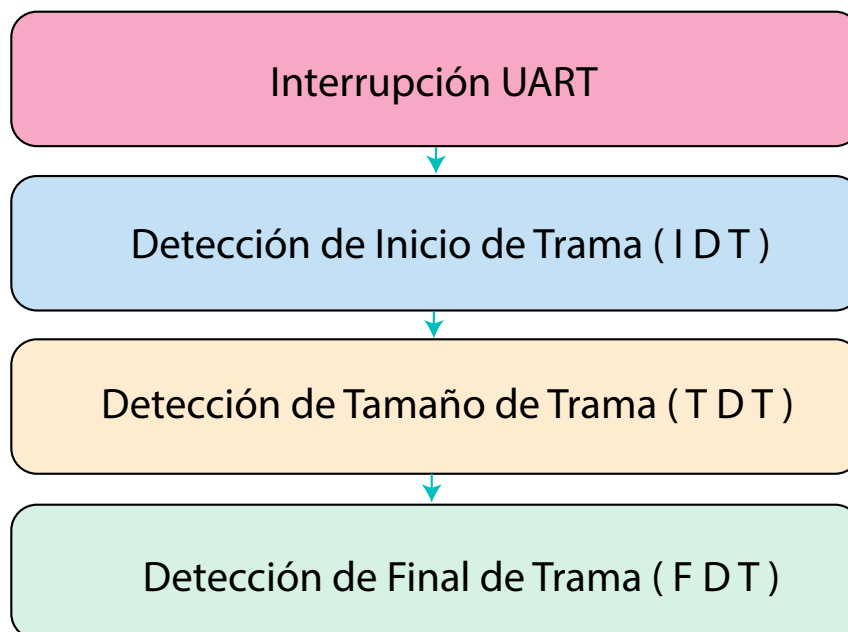 Interrupción UART
Detección de Inicio de Trama ( I D T )
Detección de Tamaño de Trama ( T D T )
Detección de Final de Trama ( F D T )